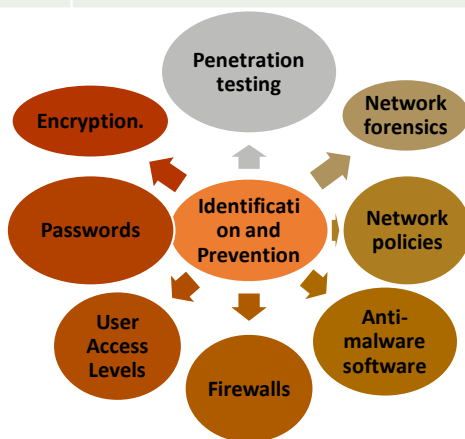 Penetration
testing
Encryption.
Network
forensics
Passwords
Identificati
on and
Prevention
Network
policies
User
Access
Levels
Anti-
malware
software
Firewalls